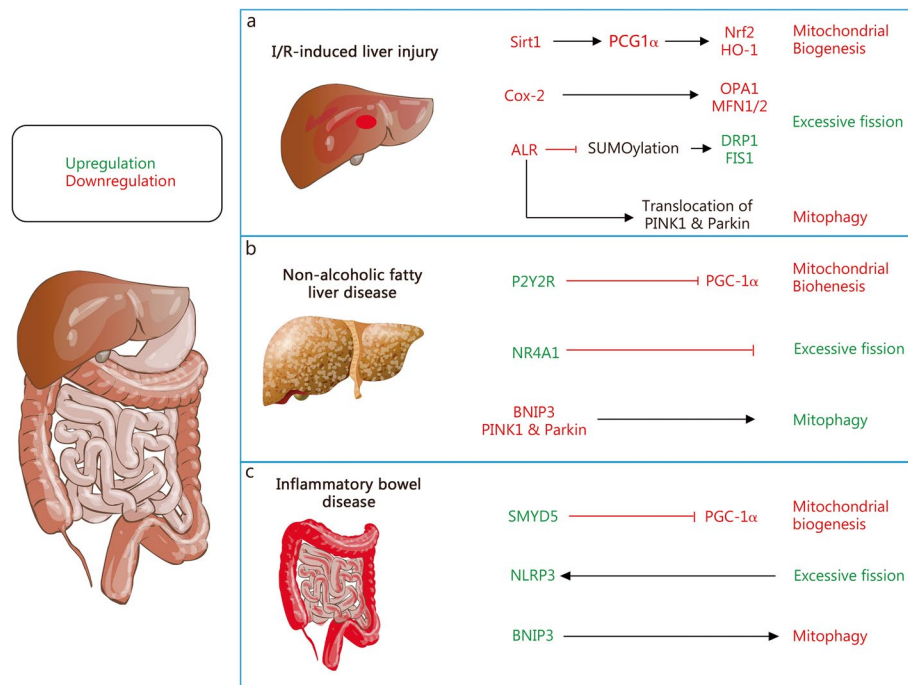 Upregulation
Downregulation
a
I/R-induced liver injury
Sirt1
PCG1α
Nrf2
HO-1
Mitochondrial
Biogenesis
Cox-2
OPA1
MFN1/2
Excessive fission
ALR
SUMOylation
DRP1
FIS1
Translocation of
PINK1 & Parkin
Mitophagy
b
Non-alcoholic fatty
liver disease
P2Y2R
PGC-1α
Mitochondrial
Biohenesis
NR4A1
Excessive fission
BNIP3
PINK1 & Parkin
Mitophagy
c
Inflammatory bowel
disease
SMYD5
PGC-1α
Mitochondrial
biogenesis
NLRP3
Excessive fission
BNIP3
Mitophagy